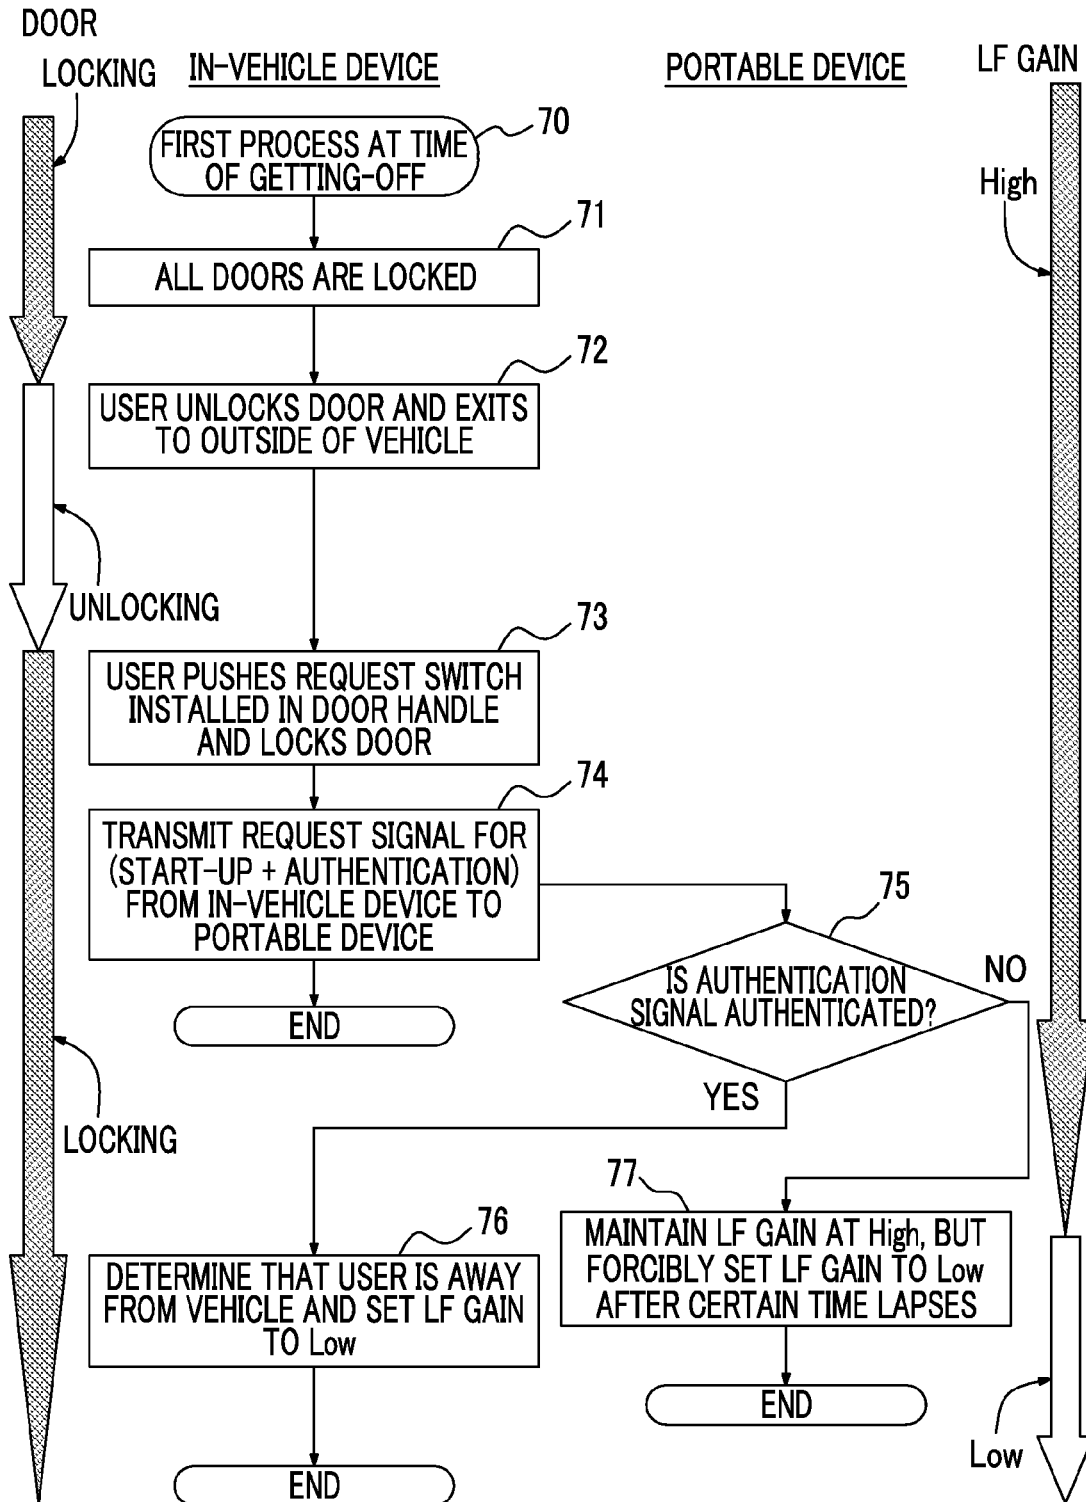 DOOR
LOCKING
IN-VEHICLE DEVICE
PORTABLE DEVICE
LF GAIN
70
FIRST PROCESS AT TIME
OF GETTING-OFF
High
71
ALL DOORS ARE LOCKED
72
USER UNLOCKS DOOR AND EXITS
TO OUTSIDE OF VEHICLE
UNLOCKING
73
USER PUSHES REQUEST SWITCH
INSTALLED IN DOOR HANDLE
AND LOCKS DOOR
74
TRANSMIT REQUEST SIGNAL FOR
(START-UP + AUTHENTICATION)
FROM IN-VEHICLE DEVICE TO
PORTABLE DEVICE
75
IS AUTHENTICATION
SIGNAL AUTHENTICATED?
NO
END
YES
LOCKING
77
MAINTAIN LF GAIN AT High, BUT
FORCIBLY SET LF GAIN TO Low
AFTER CERTAIN TIME LAPSES
76
DETERMINE THAT USER IS AWAY
FROM VEHICLE AND SET LF GAIN
TO Low
END
Low
END